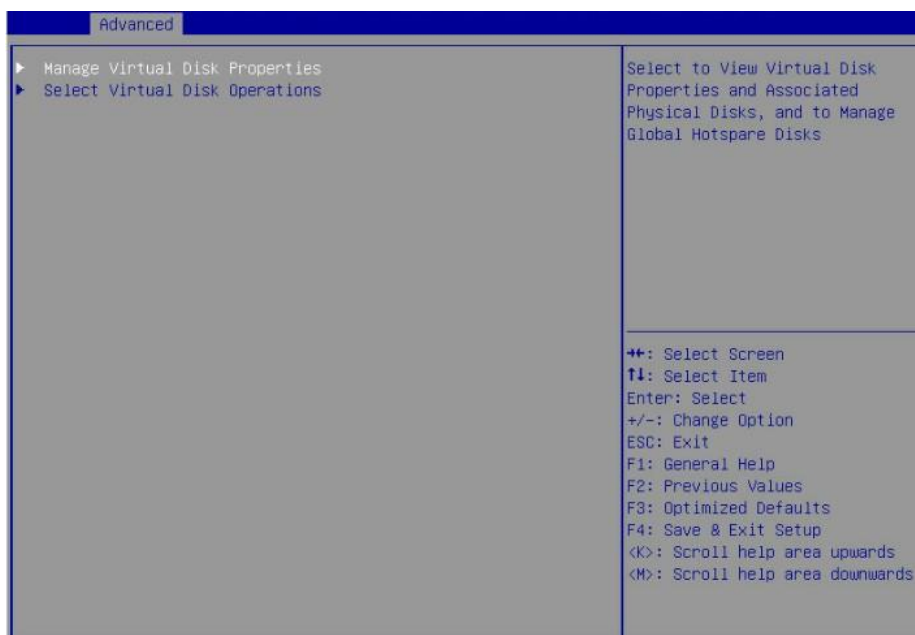 Advanced
Manage Virtual Disk Properties
Select Virtual Disk Operations
Select to View Virtual Disk
Properties and Associated
Physical Disks, and to Manage
Global Hotspare Disks
→←: Select Screen
↑↓: Select Item
Enter: Select
+/-: Change Option
ESC: Exit
F1: General Help
F2: Previous Values
F3: Optimized Defaults
F4: Save & Exit Setup
<K>: Scroll help area upwards
<M>: Scroll help area downwards